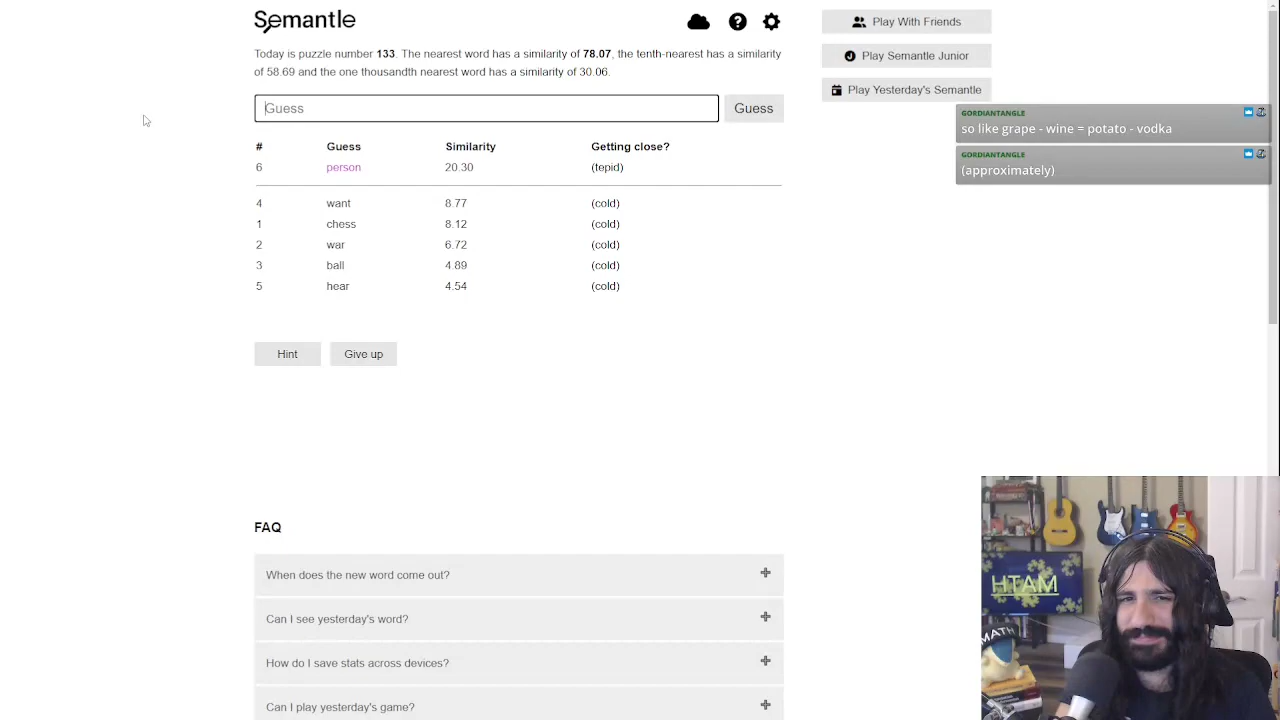 Semantle
Today is puzzle number 133. The nearest word has a similarity of 78.07, the tenth-nearest has a similarity
of 58.69 and the one thousandth nearest word has a similarity of 30.06.
Guess Guess
# Guess Similarity Getting close?
6 person 20.30 (tepid)
4 want 8.77 (cold)
1 chess 8.12 (cold)
2 war 6.72 (cold)
3 ball 4.89 (cold)
5 hear 4.54 (cold)
Hint Give up
FAQ
When does the new word come out?
Can I see yesterday's word?
How do I save stats across devices?
Can I play yesterday's game?
Play With Friends
Play Semantle Junior
Play Yesterday's Semantle
GORDIANTANGLE
so like grape - wine = potato - vodka
GORDIANTANGLE
(approximately)
HTAM
MATH